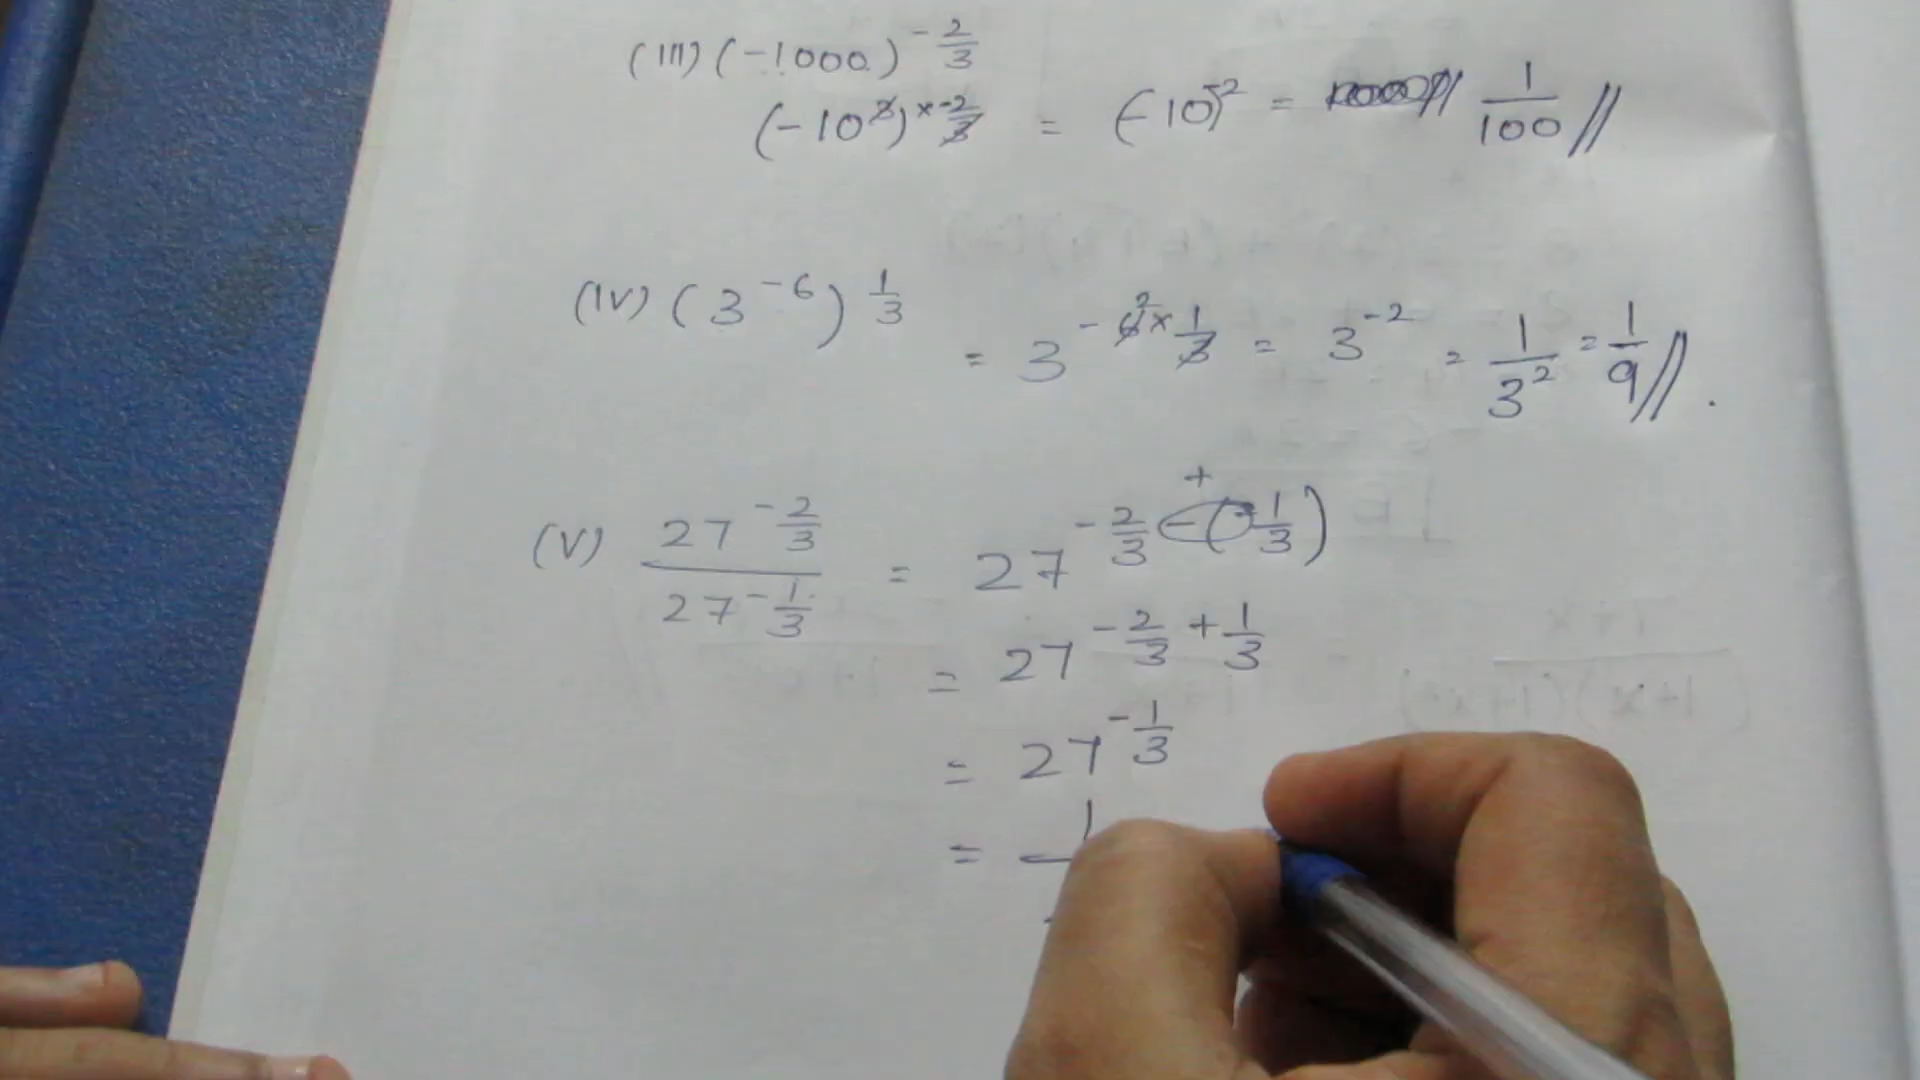 (III) (-1000)^{-2/3}
(-10^3)^{×-2/3} = (-10)^{-2} = 1/100 //
(IV) (3^{-6})^{1/3} = 3^{-6^2×1/3} = 3^{-2} = 1/3^2 = 1/9 // .
(V) 27^{-2/3} / 27^{-1/3} = 27^{-2/3 -(-1/3)} +
= 27^{-2/3 + 1/3}
= 27^{-1/3}
= 1